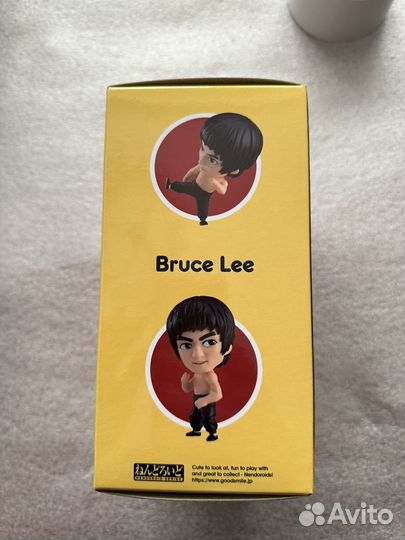 Bruce Lee
ねんどろいど
NENDOROID SERIES
Cute to look at, fun to play with
and great to collect - Nendoroids!
https://www.goodsmile.jp
Avito